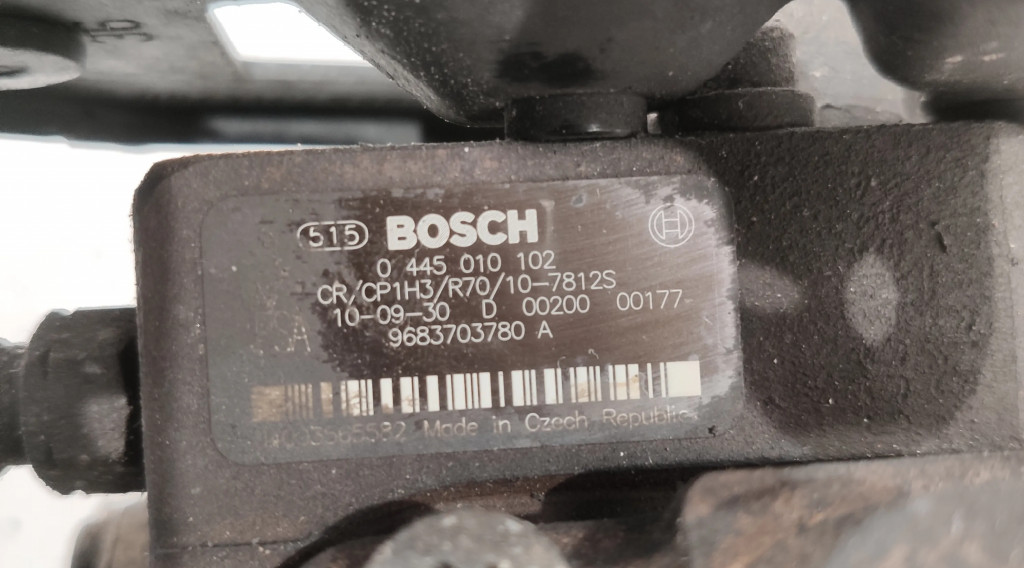 515 BOSCH
0 445 010 102
CR/CP1H3/R70/10-7812S
10-09-30 D 00200 00177
9683703780 A
Made in Czech Republic